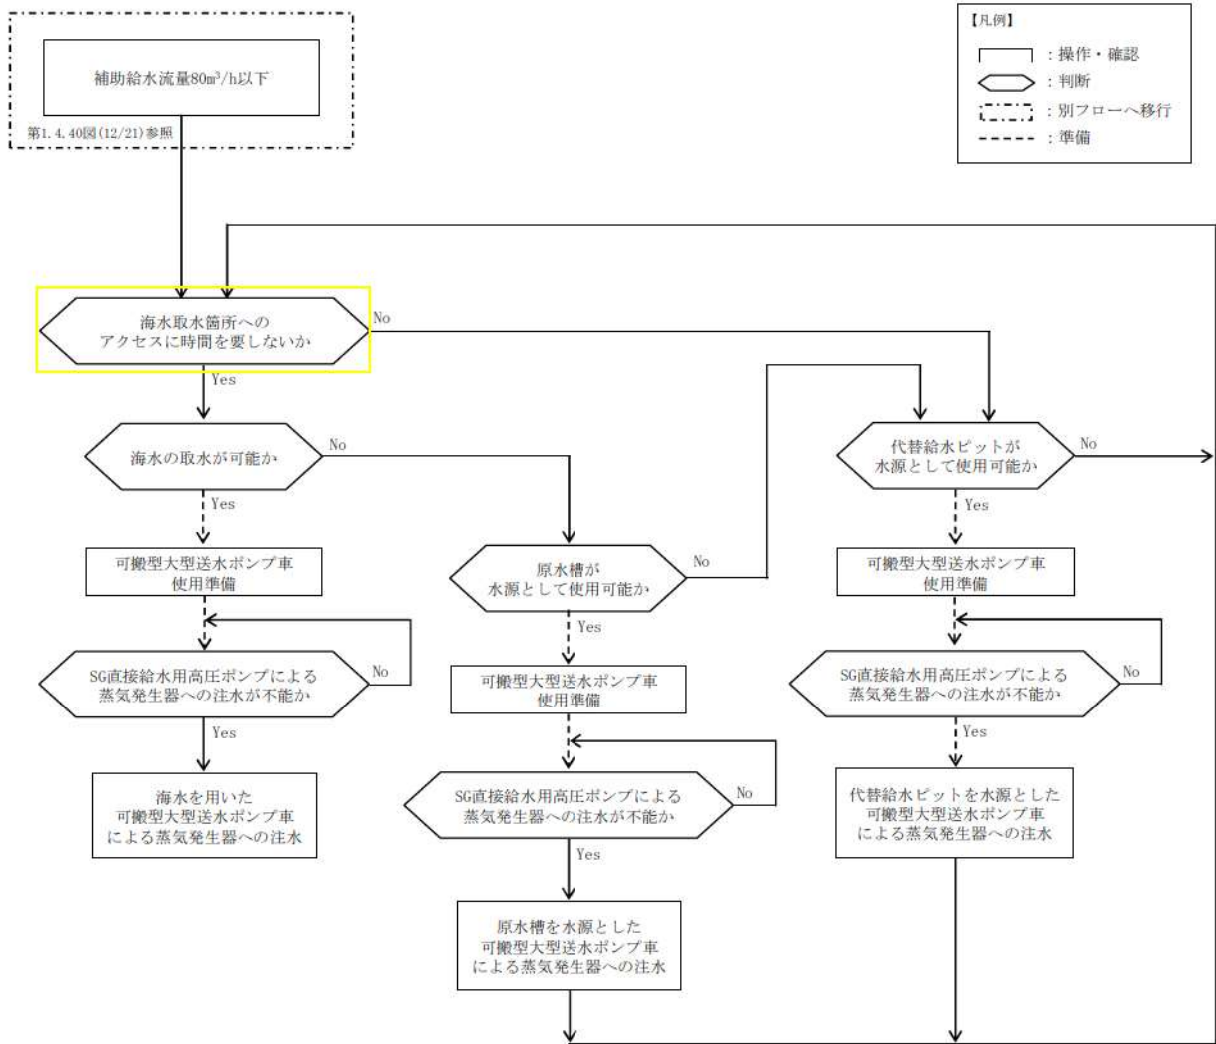 補助給水流量80m³/h以下
第1.4.40図(12/21)参照
【凡例】
：操作・確認
：判断
：別フローへ移行
：準備
海水取水箇所への
アクセスに時間を要しないか
No
Yes
海水の取水が可能か
No
Yes
可搬型大型送水ポンプ車
使用準備
SG直接給水用高圧ポンプによる
蒸気発生器への注水が不能か
No
Yes
海水を用いた
可搬型大型送水ポンプ車
による蒸気発生器への注水
原水槽が
水源として使用可能か
No
Yes
可搬型大型送水ポンプ車
使用準備
SG直接給水用高圧ポンプによる
蒸気発生器への注水が不能か
No
Yes
原水槽を水源とした
可搬型大型送水ポンプ車
による蒸気発生器への注水
代替給水ピットが
水源として使用可能か
No
Yes
可搬型大型送水ポンプ車
使用準備
SG直接給水用高圧ポンプによる
蒸気発生器への注水が不能か
No
Yes
代替給水ピットを水源とした
可搬型大型送水ポンプ車
による蒸気発生器への注水